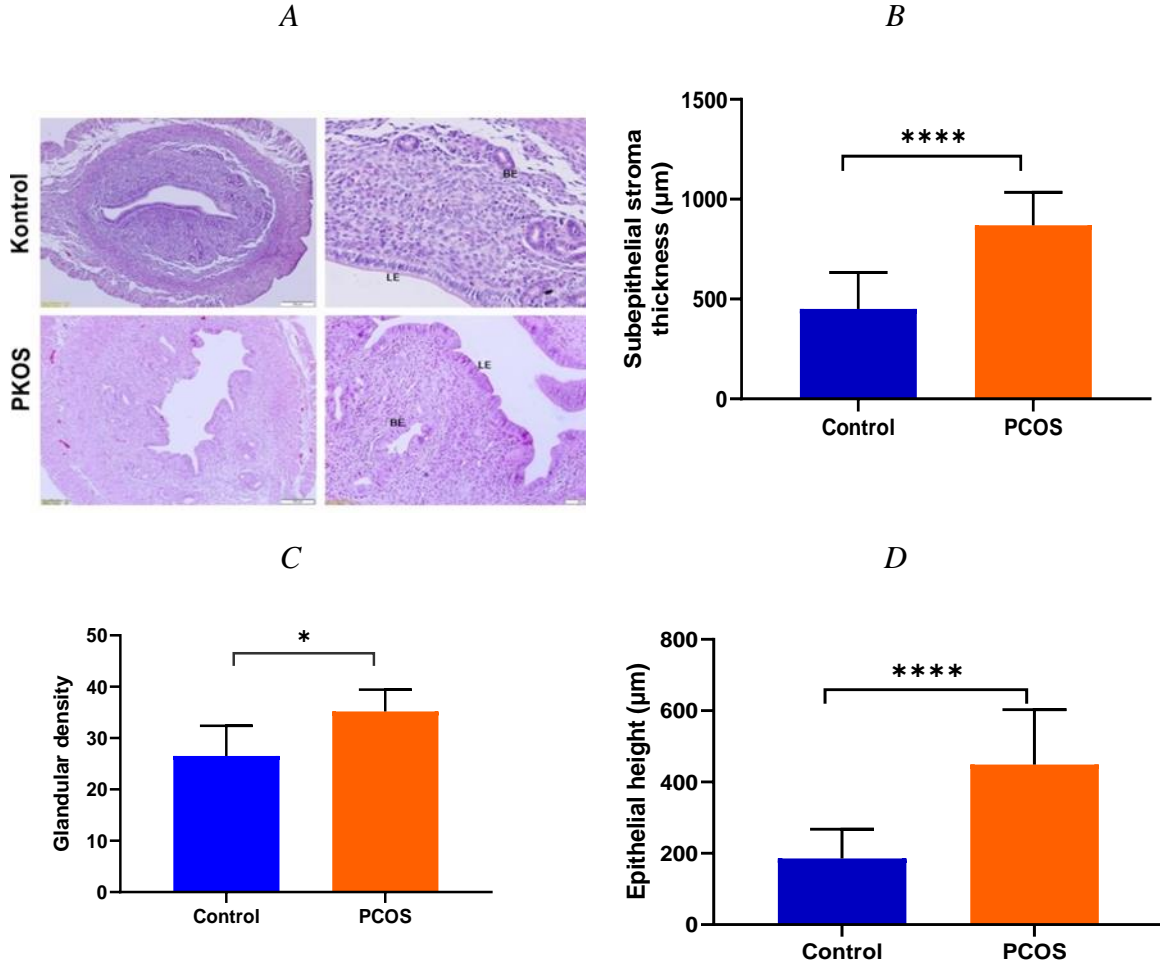 A
B
Kontrol
BE
LE
PKOS
LE
BE
1500
1000
500
0
Subepithelial stroma
thickness (µm)
****
Control
PCOS
C
D
50
40
30
20
10
0
Glandular density
*
Control
PCOS
800
600
400
200
0
Epithelial height (µm)
****
Control
PCOS